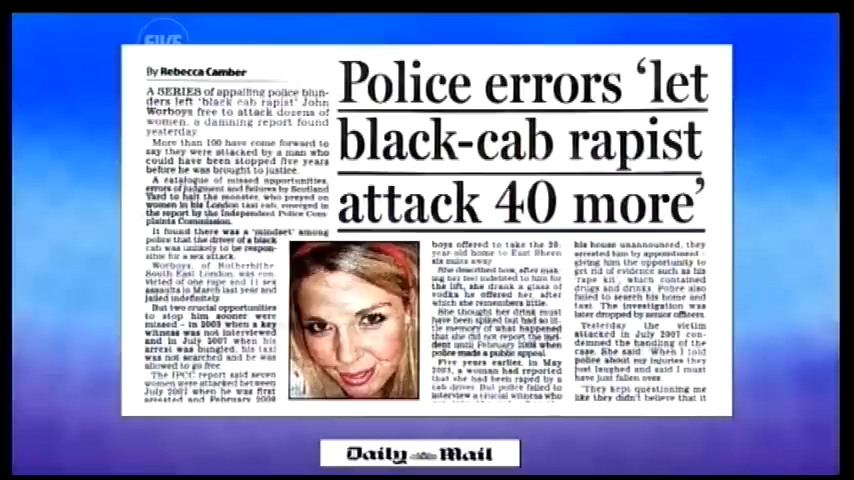 FIVE
By Rebecca Camber
Police errors ‘let
black-cab rapist
attack 40 more’
A SERIES of appalling police blun-
ders left ‘black cab rapist’ John
Worboys free to attack dozens of
women, a damning report found
yesterday
More than 100 have come forward to
say they were attacked by a man who
could have been stopped five years
before he was brought to justice.
A catalogue of missed opportunities,
errors of judgment and failures by Scotland
Yard to halt the monster, who preyed on
women in his London taxi cab, emerged in
the report by the Independent Police Com-
plaints Commission.
It found there was a ‘mindset’ among
police that the driver of a black
cab was unlikely to be respon-
sible for a sex attack.
Worboys, of Rotherhithe,
South East London, was con-
victed of one rape and 11 sex
assaults in March last year and
jailed indefinitely
But two crucial opportunities
to stop him sooner were
missed – in 2003 when a key
witness was not interviewed
and in July 2007 when his
arrest was bungled, his taxi
was not searched and he was
allowed to go free
The IPCC report said seven
women were attacked between
July 2007 when he was first
arrested and February 2008
boys offered to take the 20-
year-old home to East Sheen
six miles away
She described how, after mak-
ing her feel indebted to him for
the lift, she drank a glass of
vodka he offered her, after
which she remembers little.
She thought her drink must
have been spiked but had so lit-
tle memory of what happened
that she did not report the inci-
dent until February 2008 when
police made a public appeal.
Five years earlier, in May
2003, a woman had reported
that she had been raped by a
cab driver. But police failed to
interview a crucial witness who
his house unannounced, they
arrested him by appointment –
giving him the opportunity to
get rid of evidence such as his
‘rape kit’, which contained
drugs and drinks. Police also
failed to search his home and
taxi. The investigation was
later dropped by senior officers.
Yesterday the victim
attacked in July 2007 con-
demned the handling of the
case. She said ‘When I told
police about my injuries they
just laughed and said I must
have just fallen over
‘They kept questioning me
like they didn’t believe that it
Daily Mail